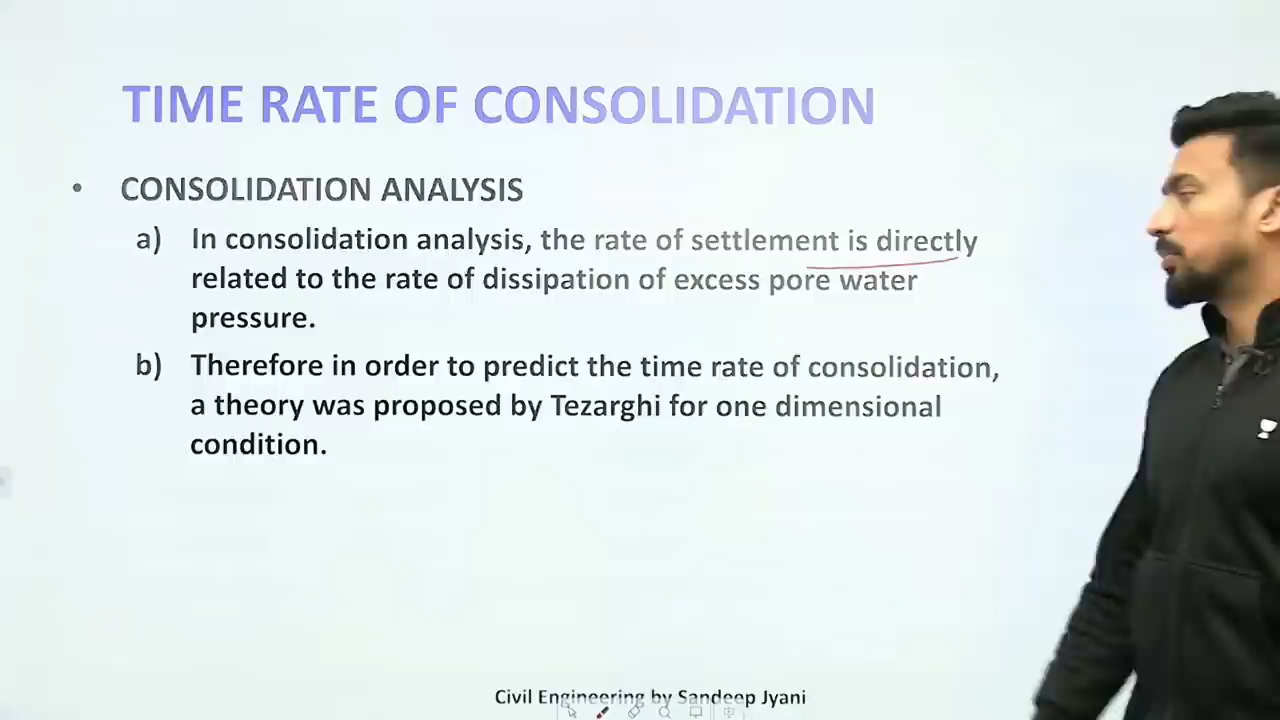 TIME RATE OF CONSOLIDATION
• CONSOLIDATION ANALYSIS
a) In consolidation analysis, the rate of settlement is directly
related to the rate of dissipation of excess pore water
pressure.
b) Therefore in order to predict the time rate of consolidation,
a theory was proposed by Tezarghi for one dimensional
condition.
Civil Engineering by Sandeep Jyani